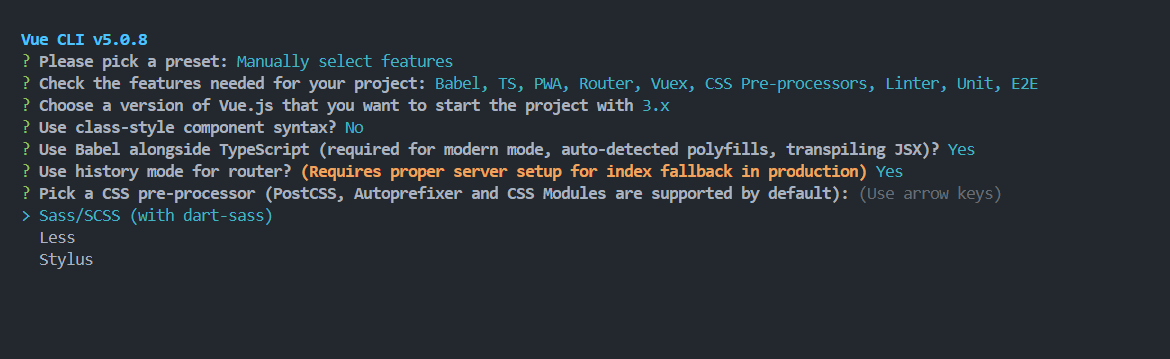 Vue CLI v5.0.8
? Please pick a preset: Manually select features
? Check the features needed for your project: Babel, TS, PWA, Router, Vuex, CSS Pre-processors, Linter, Unit, E2E
? Choose a version of Vue.js that you want to start the project with 3.x
? Use class-style component syntax? No
? Use Babel alongside TypeScript (required for modern mode, auto-detected polyfills, transpiling JSX)? Yes
? Use history mode for router? (Requires proper server setup for index fallback in production) Yes
? Pick a CSS pre-processor (PostCSS, Autoprefixer and CSS Modules are supported by default): (Use arrow keys)
> Sass/SCSS (with dart-sass)
Less
Stylus